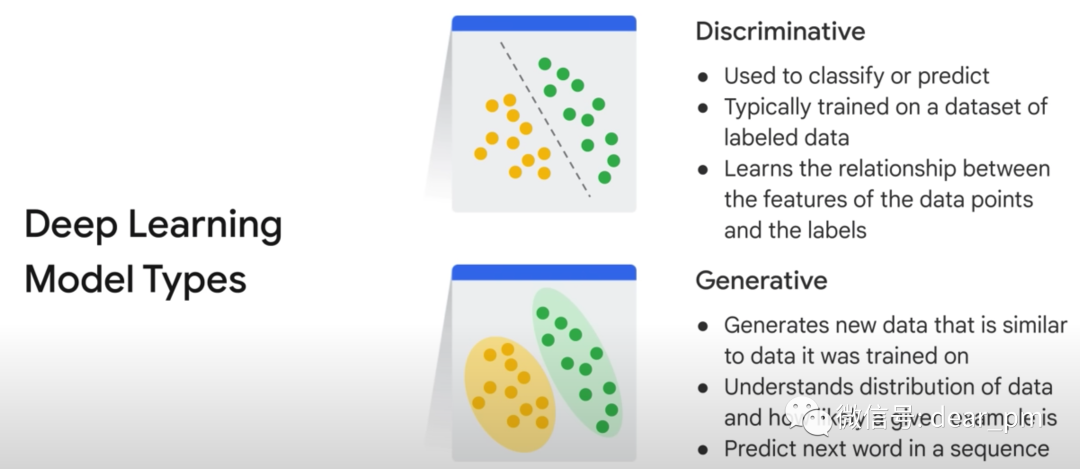 Deep Learning
Model Types
Discriminative
● Used to classify or predict
● Typically trained on a dataset of
labeled data
● Learns the relationship between
the features of the data points
and the labels
Generative
● Generates new data that is similar
to data it was trained on
● Understands distribution of data
and how likely a given example is
● Predict next word in a sequence
微信号: dear_pm